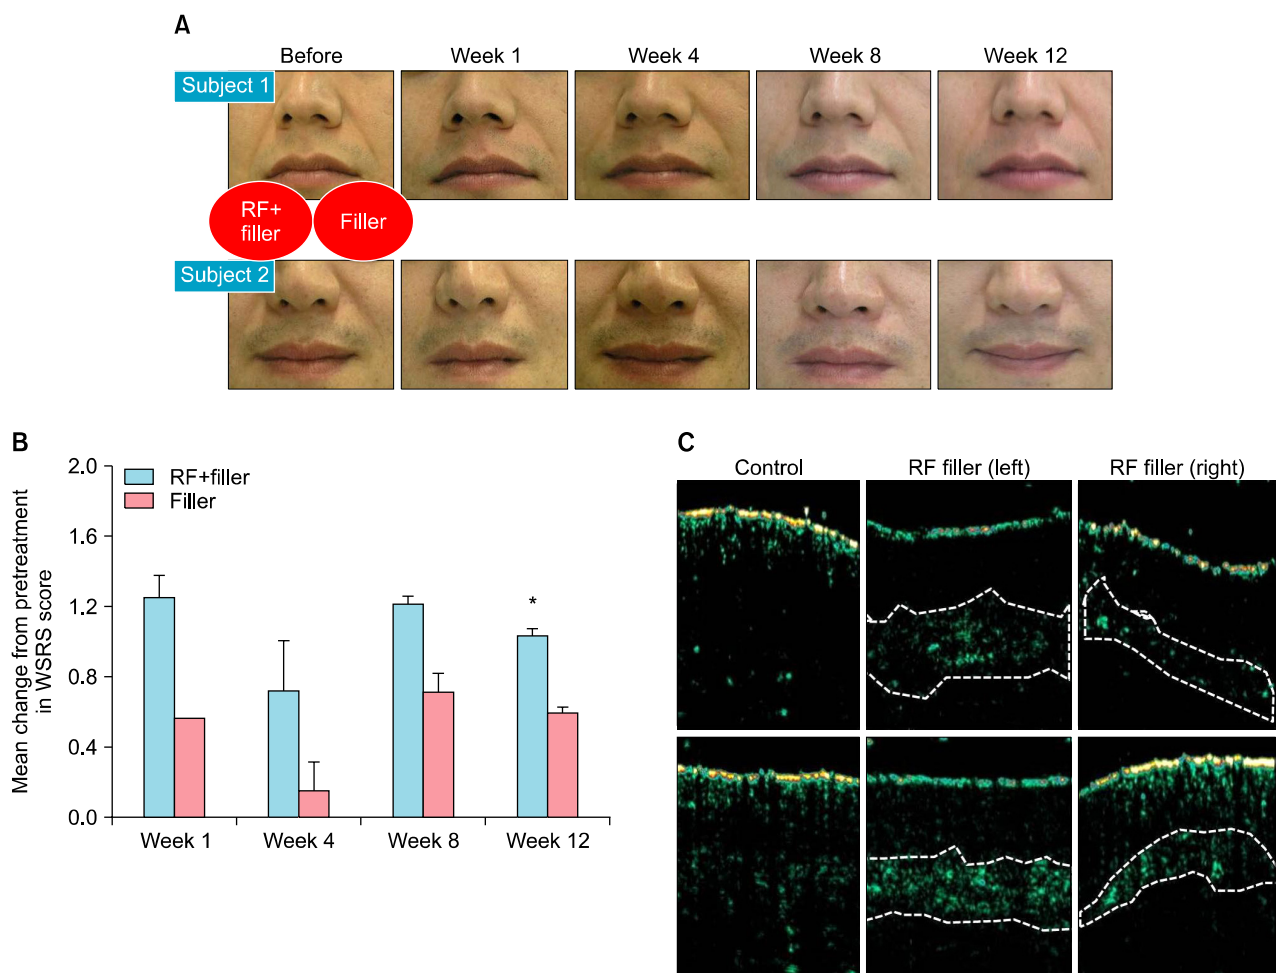 A
Before
Week 1
Week 4
Week 8
Week 12
Subject 1
RF+
filler
Filler
Subject 2
B
Mean change from pretreatment
in WSRS score
2.0
1.6
1.2
0.8
0.4
0.0
RF+filler
Filler
*
Week 1
Week 4
Week 8
Week 12
C
Control
RF filler (left)
RF filler (right)